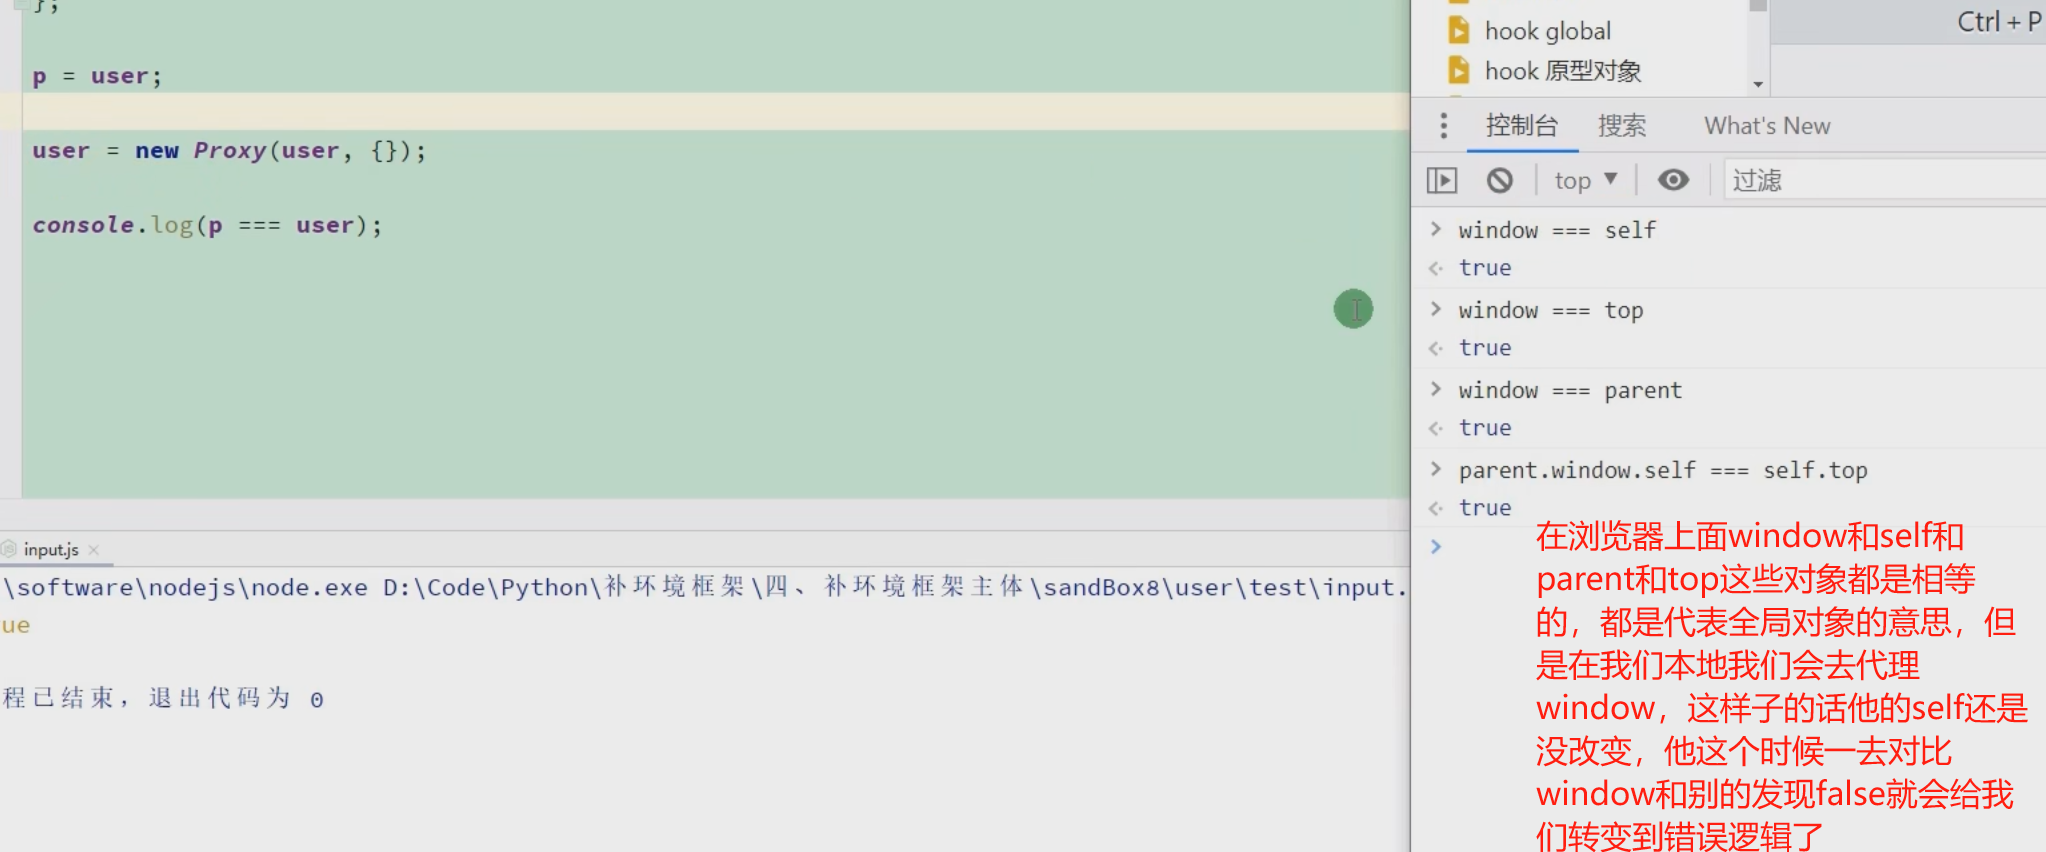 };
p = user;
user = new Proxy(user, {});
console.log(p === user);
input.js
\software\nodejs\node.exe D:\Code\Python\补环境框架\四、补环境框架主体\sandBox8\user\test\input.
ue
程已结束，退出代码为 0
Ctrl + P
hook global
hook 原型对象
控制台 搜索 What's New
top 过滤
window === self
true
window === top
true
window === parent
true
parent.window.self === self.top
true
在浏览器上面window和self和
parent和top这些对象都是相等
的，都是代表全局对象的意思，但
是在我们本地我们会去代理
window，这样子的话他的self还是
没改变，他这个时候一去对比
window和别的发现false就会给我
们转变到错误逻辑了